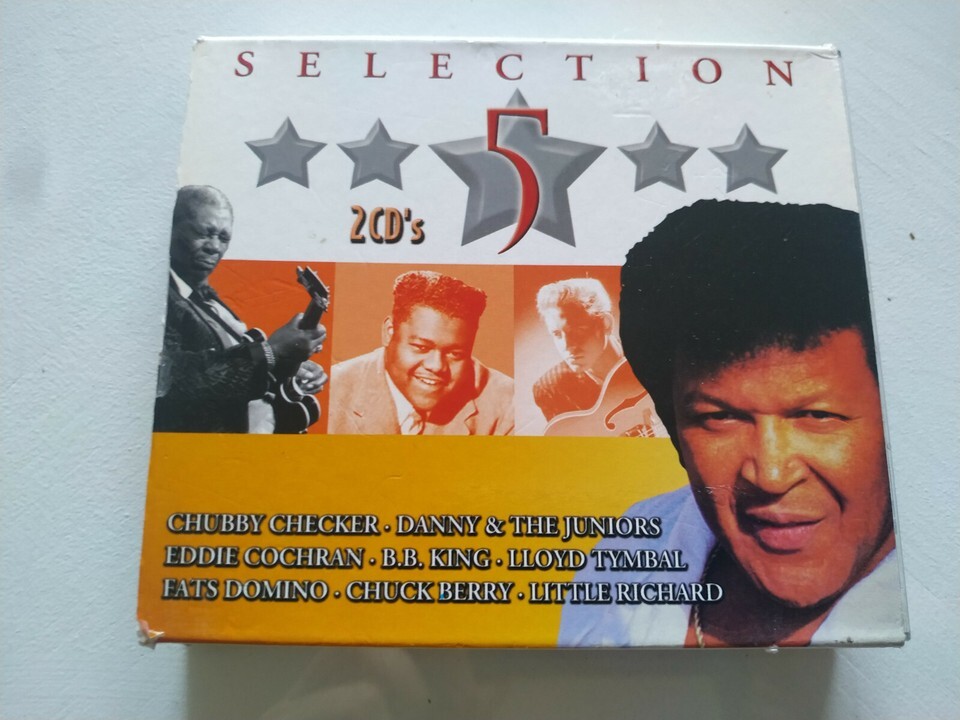 SELECTION
5
2CD's
CHUBBY CHECKER · DANNY & THE JUNIORS
EDDIE COCHRAN · B.B. KING · LLOYD TYMBAL
FATS DOMINO · CHUCK BERRY · LITTLE RICHARD